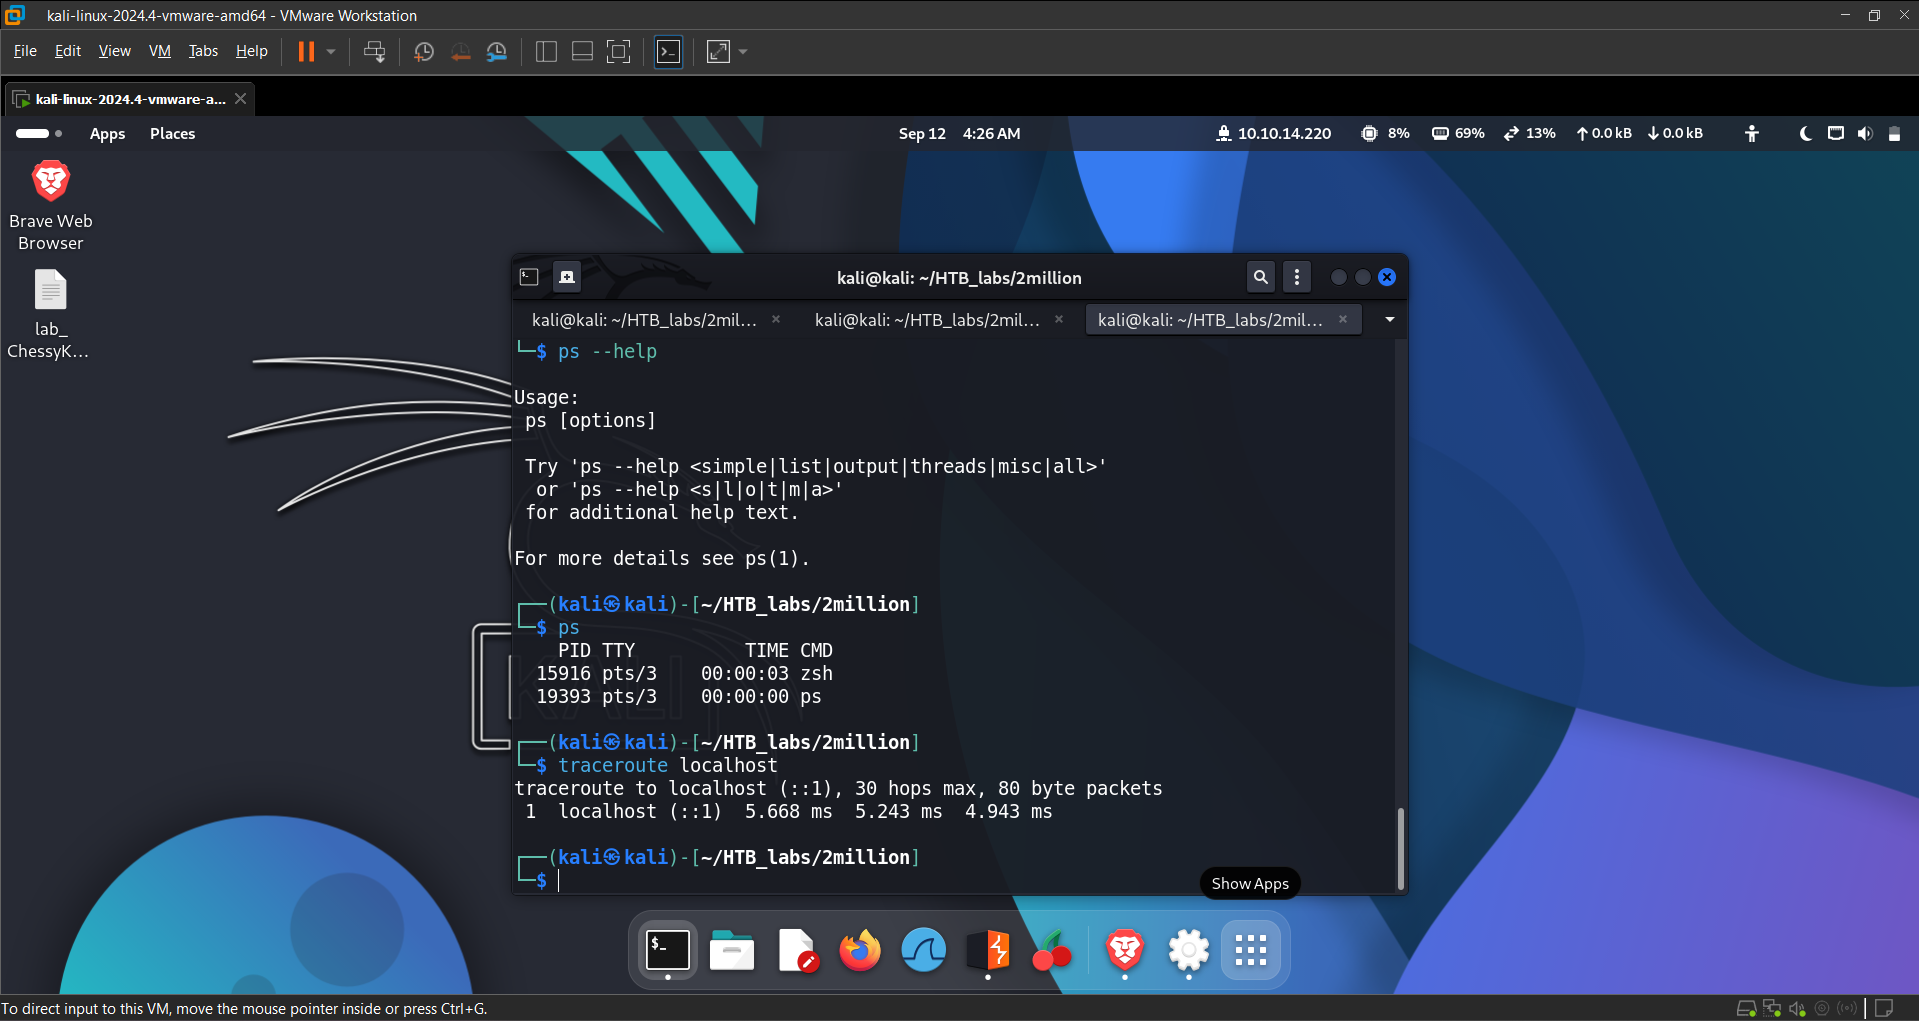 kali-linux-2024.4-vmware-amd64 - VMware Workstation
File Edit View VM Tabs Help
kali-linux-2024.4-vmware-a...
Apps Places Sep 12 4:26 AM 10.10.14.220 8% 69% 13% 0.0 kB 0.0 kB
Brave Web
Browser
lab_
ChessyK...
kali@kali: ~/HTB_labs/2million
kali@kali: ~/HTB_labs/2mil... kali@kali: ~/HTB_labs/2mil... kali@kali: ~/HTB_labs/2mil...
└─$ ps --help
Usage:
ps [options]
Try 'ps --help <simple|list|output|threads|misc|all>'
or 'ps --help <s|l|o|t|m|a>'
for additional help text.
For more details see ps(1).
┌──(kali㉿kali)-[~/HTB_labs/2million]
└─$ ps
PID TTY TIME CMD
15916 pts/3 00:00:03 zsh
19393 pts/3 00:00:00 ps
┌──(kali㉿kali)-[~/HTB_labs/2million]
└─$ traceroute localhost
traceroute to localhost (::1), 30 hops max, 80 byte packets
1 localhost (::1) 5.668 ms 5.243 ms 4.943 ms
┌──(kali㉿kali)-[~/HTB_labs/2million]
└─$
KALI
Show Apps
To direct input to this VM, move the mouse pointer inside or press Ctrl+G.